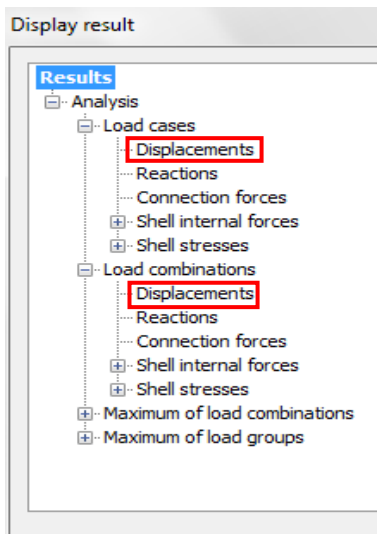 Display result
Results
Analysis
Load cases
Displacements
Reactions
Connection forces
Shell internal forces
Shell stresses
Load combinations
Displacements
Reactions
Connection forces
Shell internal forces
Shell stresses
Maximum of load combinations
Maximum of load groups